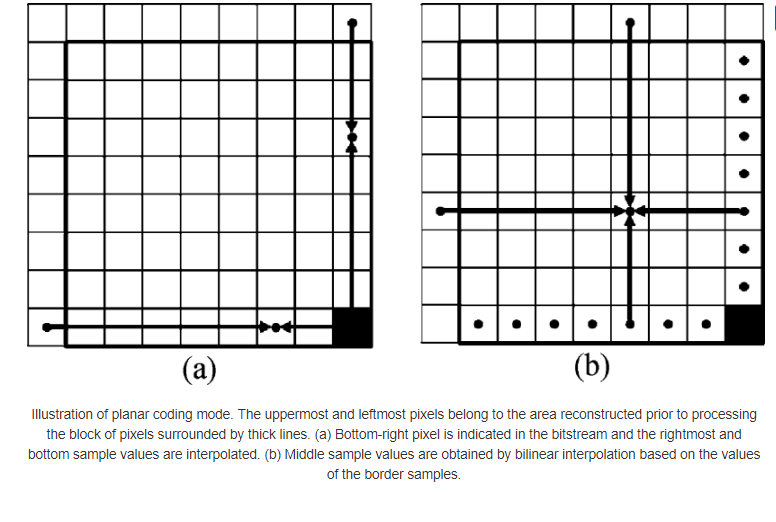 (a) (b)
Illustration of planar coding mode. The uppermost and leftmost pixels belong to the area reconstructed prior to processing
the block of pixels surrounded by thick lines. (a) Bottom-right pixel is indicated in the bitstream and the rightmost and
bottom sample values are interpolated. (b) Middle sample values are obtained by bilinear interpolation based on the values
of the border samples.